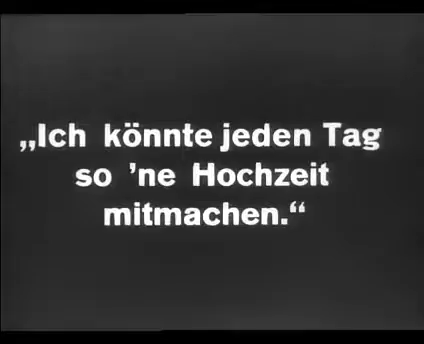 „Ich könnte jeden Tag
so ’ne Hochzeit
mitmachen.“